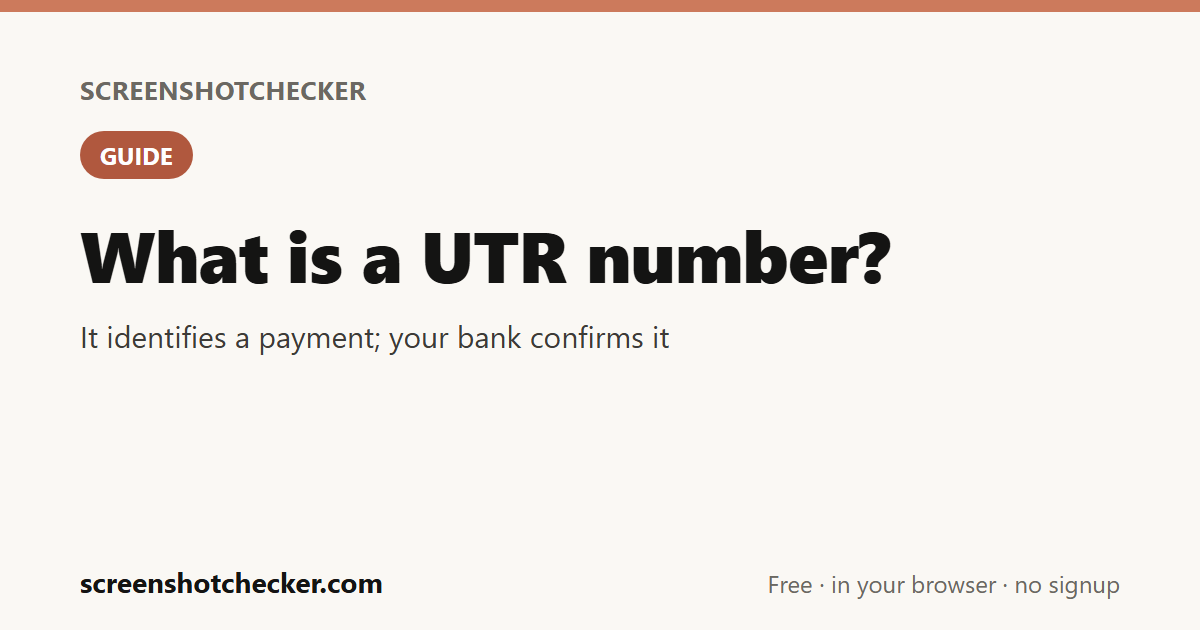 SCREENSHOTCHECKER
GUIDE
What is a UTR number?
It identifies a payment; your bank confirms it
screenshotchecker.com
Free · in your browser · no signup